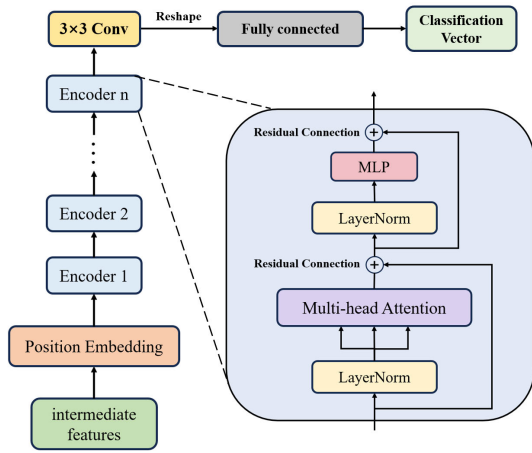 3×3 Conv
Reshape
Fully connected
Classification
Vector
Encoder n
Encoder 2
Encoder 1
Position Embedding
intermediate
features
Residual Connection
+
MLP
LayerNorm
Residual Connection
+
Multi-head Attention
LayerNorm